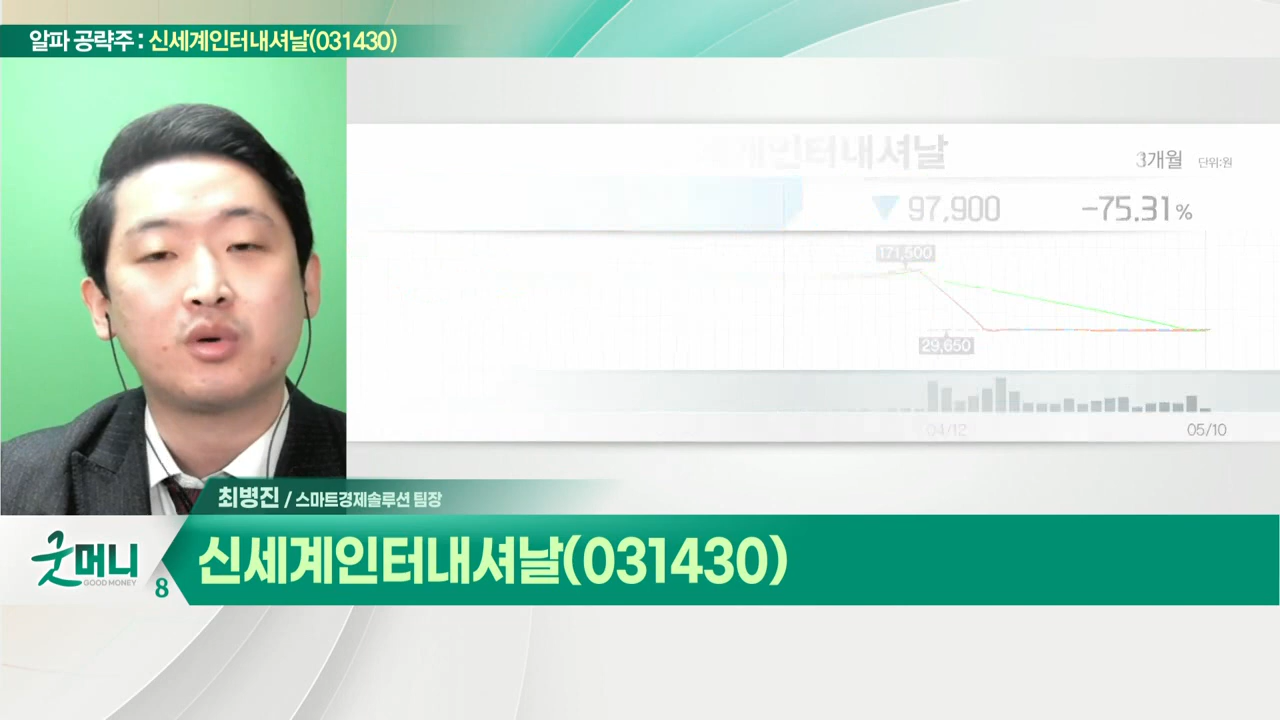 알파 공략주 : 신세계인터내셔날(031430)
인터내셔날
3개월 단위:원
▼ 97,900 -75.31%
171,500
29,650
04/12 05/10
최병진 / 스마트경제솔루션 팀장
굿머니
GOOD MONEY
8
신세계인터내셔날(031430)